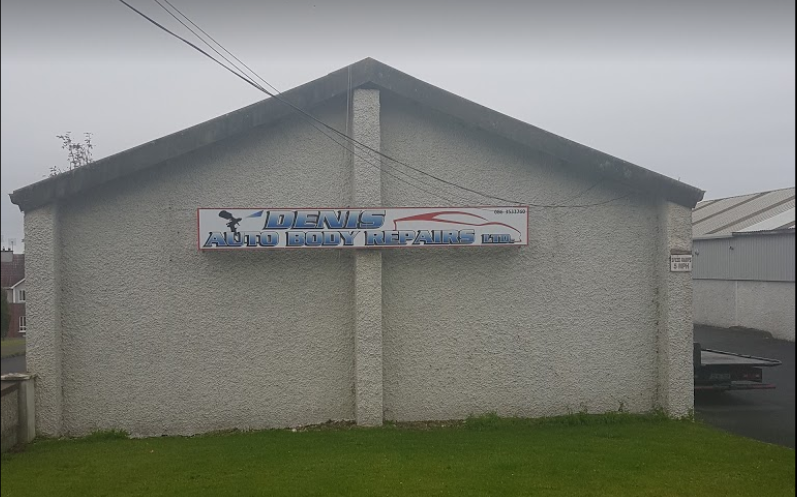 DENIS
AUTO BODY REPAIRS LTD.